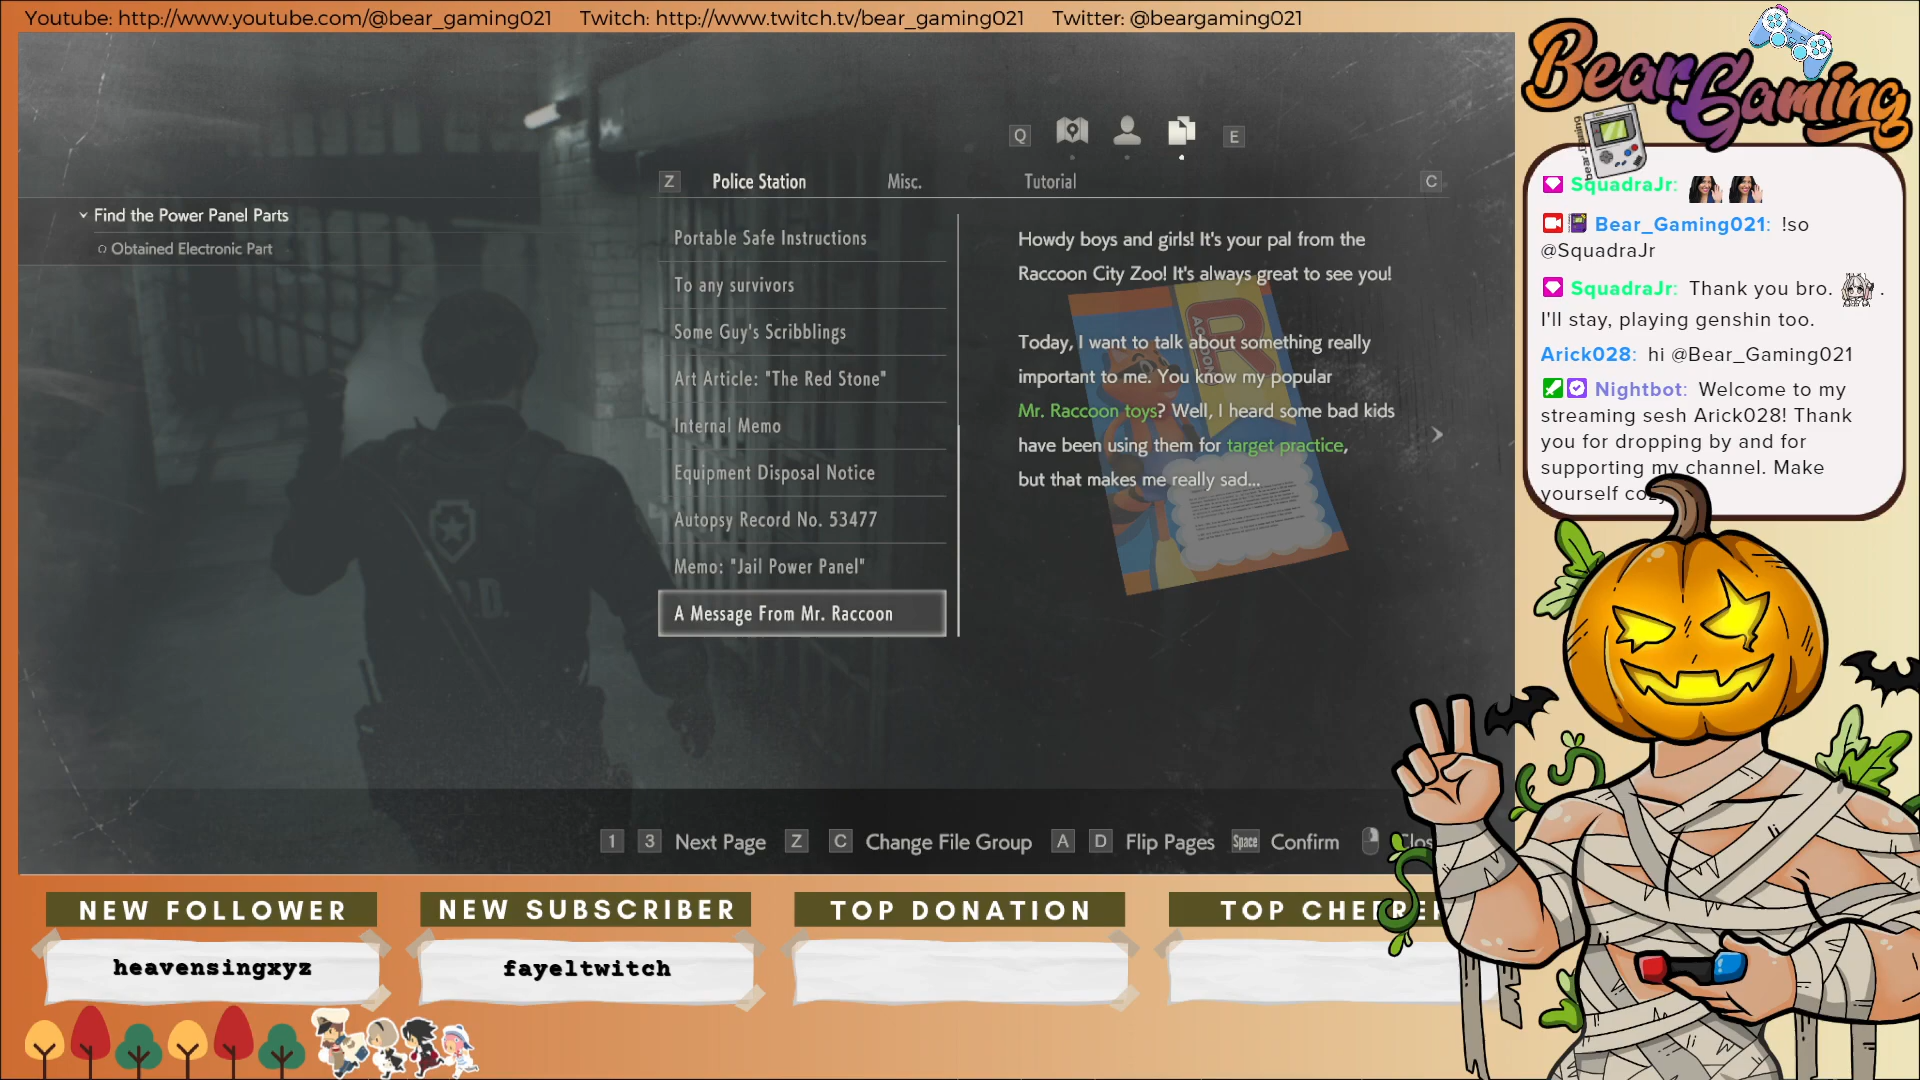 Youtube: http://www.youtube.com/@bear_gaming021 Twitch: http://www.twitch.tv/bear_gaming021 Twitter: @beargaming021
Bear Gaming
bear_gaming
Q E
Z Police Station Misc. Tutorial C
Find the Power Panel Parts
Obtained Electronic Part
Portable Safe Instructions
To any survivors
Some Guy's Scribblings
Art Article: "The Red Stone"
Internal Memo
Equipment Disposal Notice
Autopsy Record No. 53477
Memo: "Jail Power Panel"
A Message From Mr. Raccoon
Howdy boys and girls! It's your pal from the
Raccoon City Zoo! It's always great to see you!
Today, I want to talk about something really
important to me. You know my popular
Mr. Raccoon toys? Well, I heard some bad kids
have been using them for target practice,
but that makes me really sad...
1 3 Next Page Z C Change File Group A D Flip Pages Space Confirm Clos
SquadraJr:
Bear_Gaming021: !so
@SquadraJr
SquadraJr: Thank you bro. .
I'll stay, playing genshin too.
Arick028: hi @Bear_Gaming021
Nightbot: Welcome to my
streaming sesh Arick028! Thank
you for dropping by and for
supporting my channel. Make
yourself
NEW FOLLOWER
heavensingxyz
NEW SUBSCRIBER
fayeltwitch
TOP DONATION
TOP CHEERER